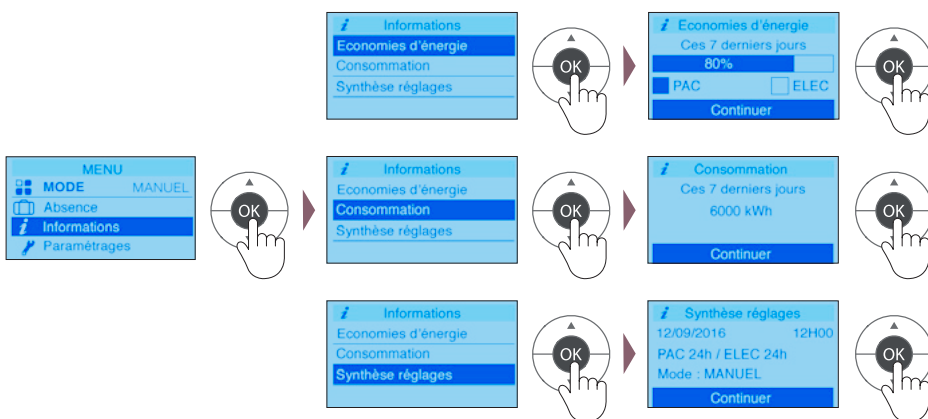 i Informations
Economies d'énergie
Consommation
Synthèse réglages
OK
i Economies d'énergie
Ces 7 derniers jours
80%
PAC ELEC
Continuer
OK
MENU
MODE MANUEL
Absence
i Informations
Paramétrages
OK
i Informations
Economies d'énergie
Consommation
Synthèse réglages
OK
i Consommation
Ces 7 derniers jours
6000 kWh
Continuer
OK
i Informations
Economies d'énergie
Consommation
Synthèse réglages
OK
i Synthèse réglages
12/09/2016 12H00
PAC 24h / ELEC 24h
Mode : MANUEL
Continuer
OK